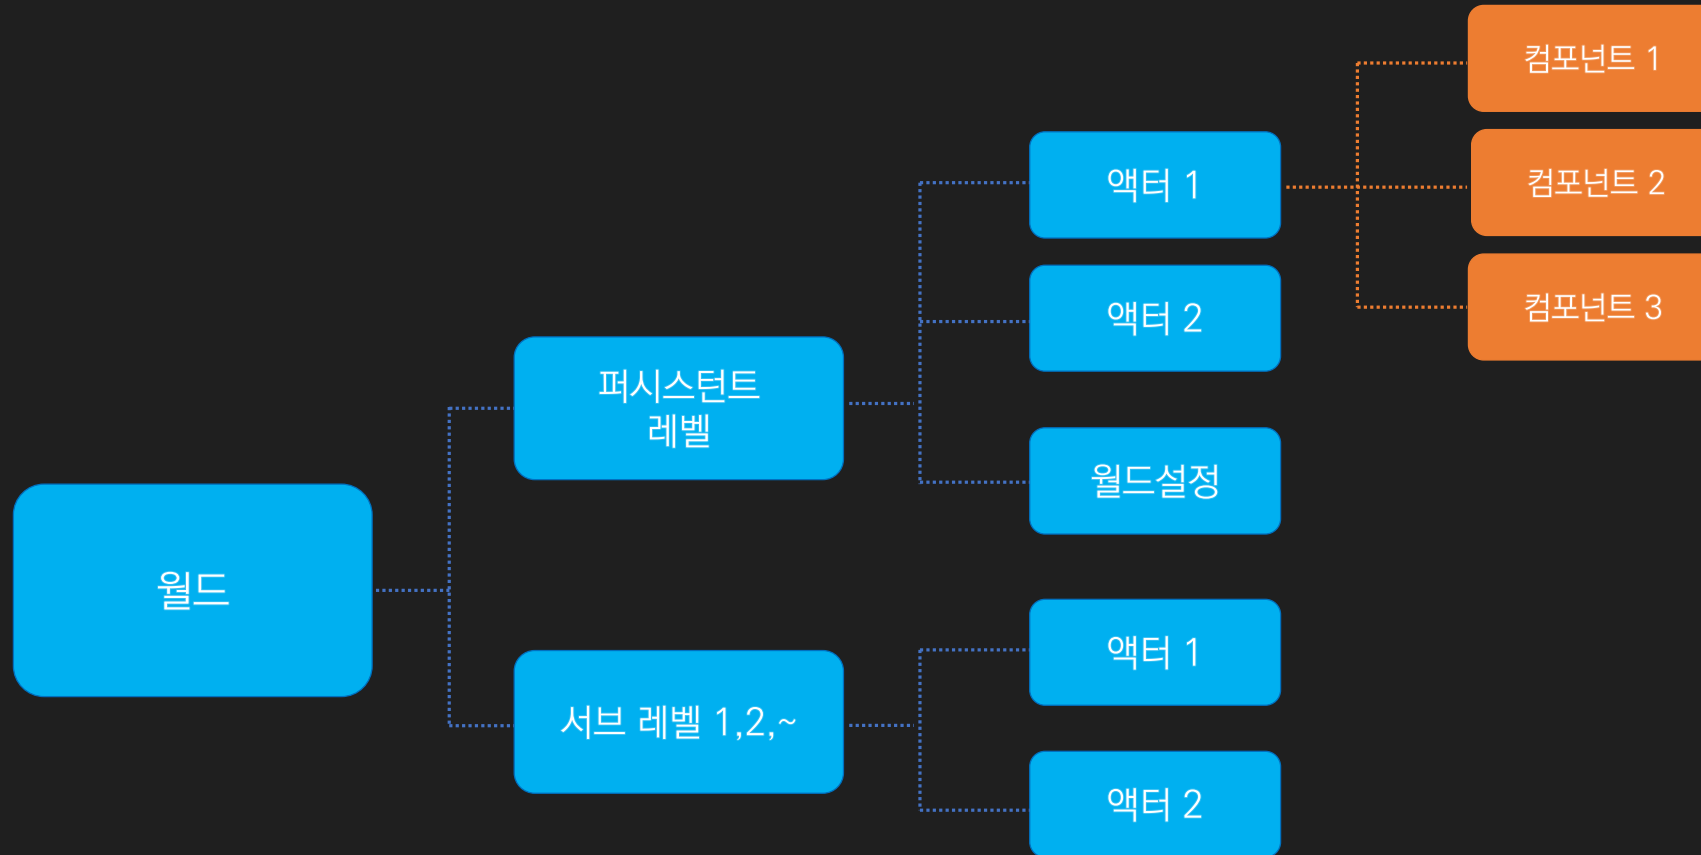 월드
퍼시스턴트
레벨
서브 레벨 1,2,~
액터 1
액터 2
월드설정
액터 1
액터 2
컴포넌트 1
컴포넌트 2
컴포넌트 3